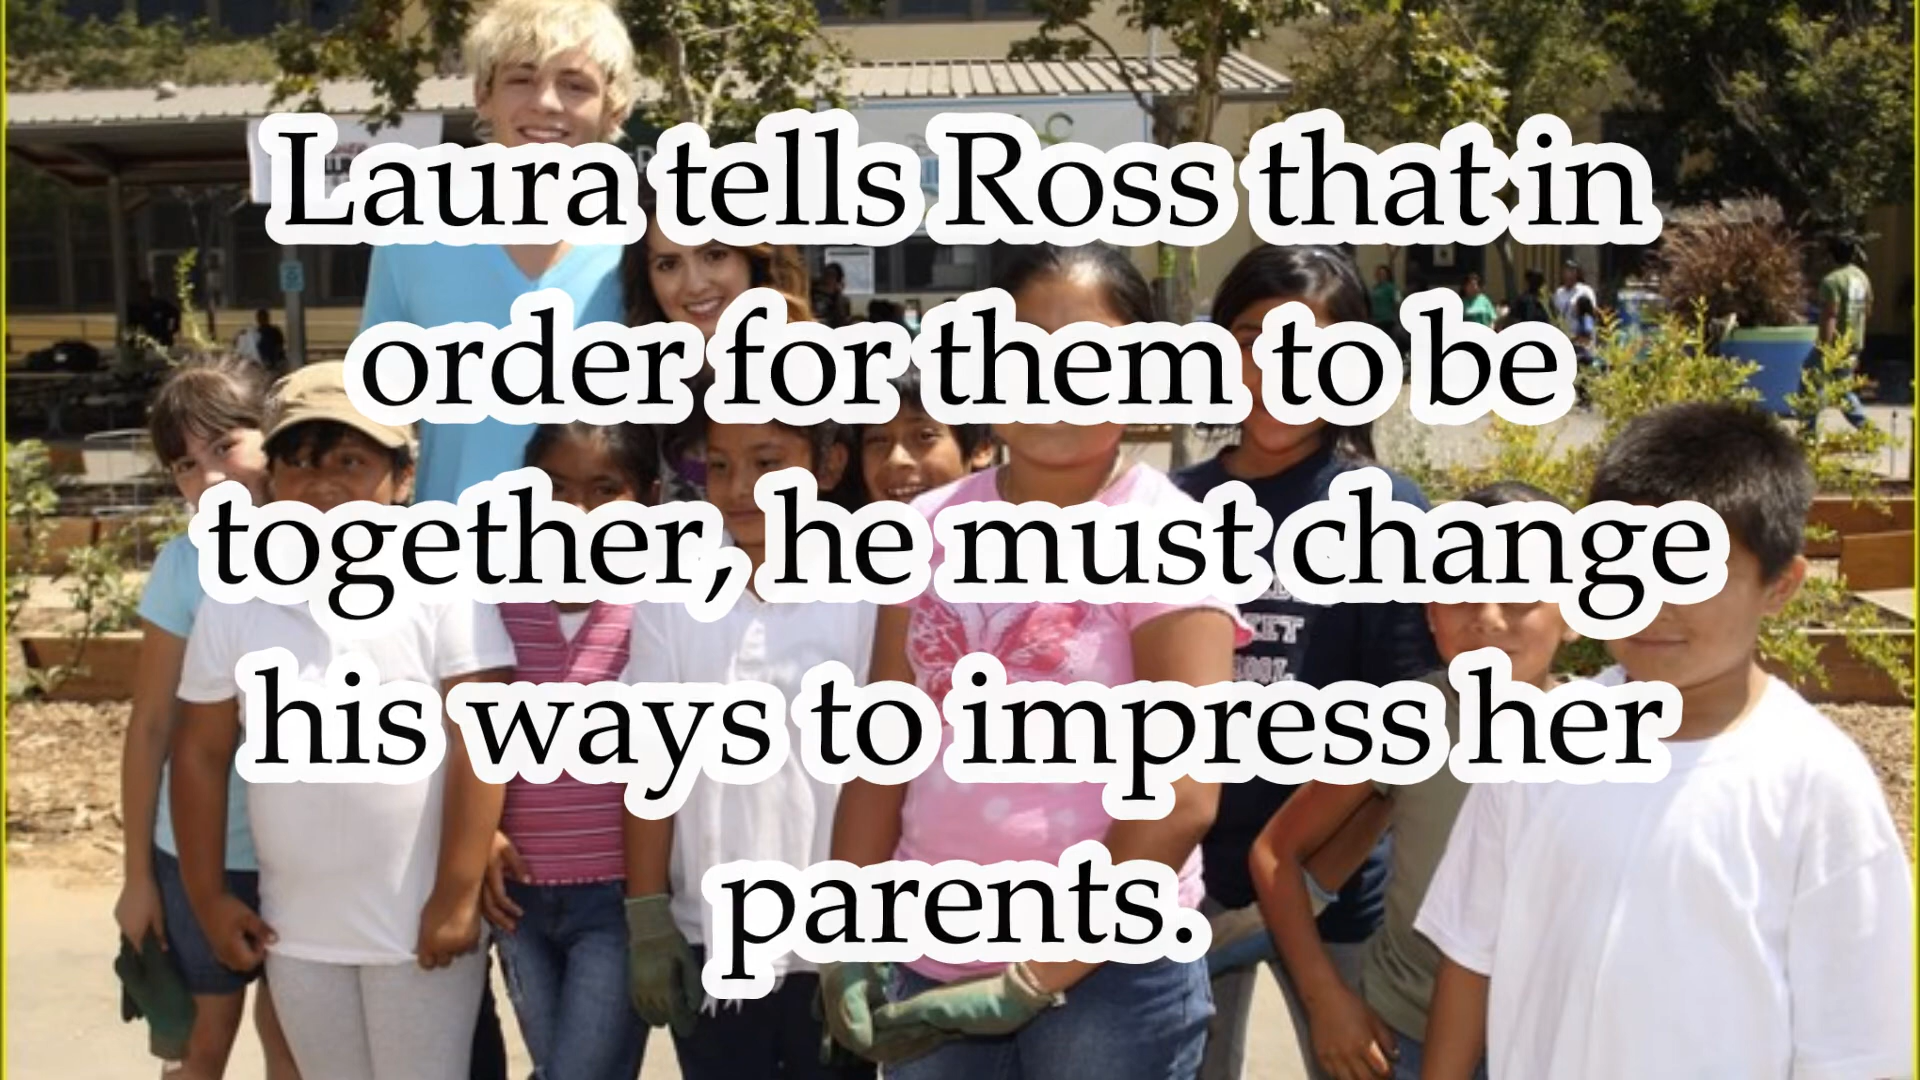 Laura tells Ross that in
order for them to be
together, he must change
his ways to impress her
parents.